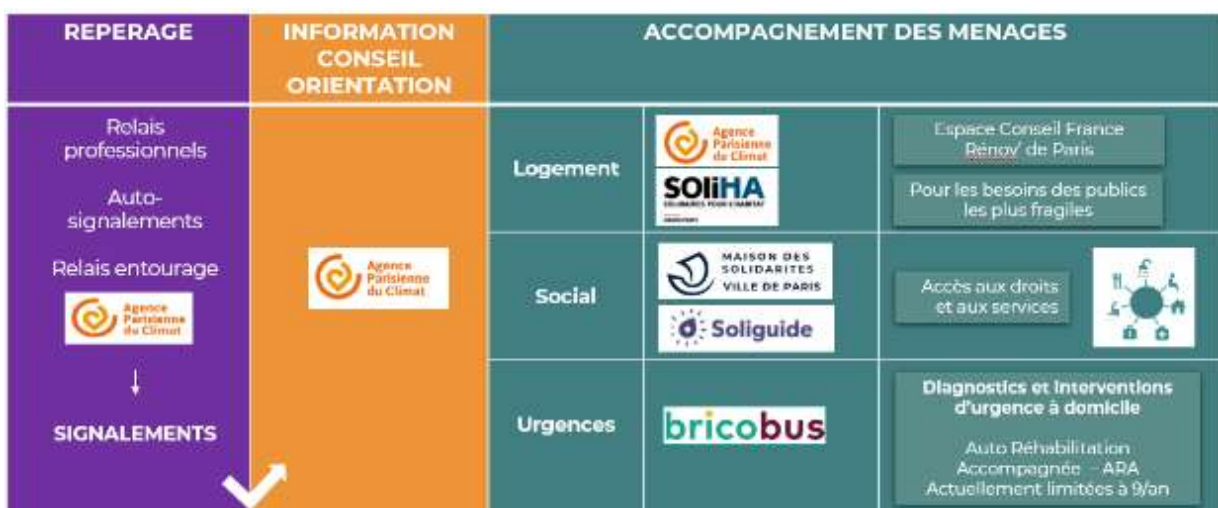 REPERAGE
INFORMATION
CONSEIL
ORIENTATION
ACCOMPAGNEMENT DES MENAGES
Relais
professionnels
Auto-
signalements
Relais entourage
Agence
Parisienne
du Climat
SIGNALEMENTS
Agence
Parisienne
du Climat
Logement
Agence
Parisienne
du Climat
SOLiHA
SOLIDAIRES POUR L'HABITAT
Espace Conseil France
Rénov' de Paris
Pour les besoins des publics
les plus fragiles
Social
MAISON DES
SOLIDARITES
VILLE DE PARIS
Soliguide
Accès aux droits
et aux services
Urgences
bricobus
Diagnostics et interventions
d'urgence à domicile
Auto Réhabilitation
Accompagnée – ARA
Actuellement limitées à 9/an